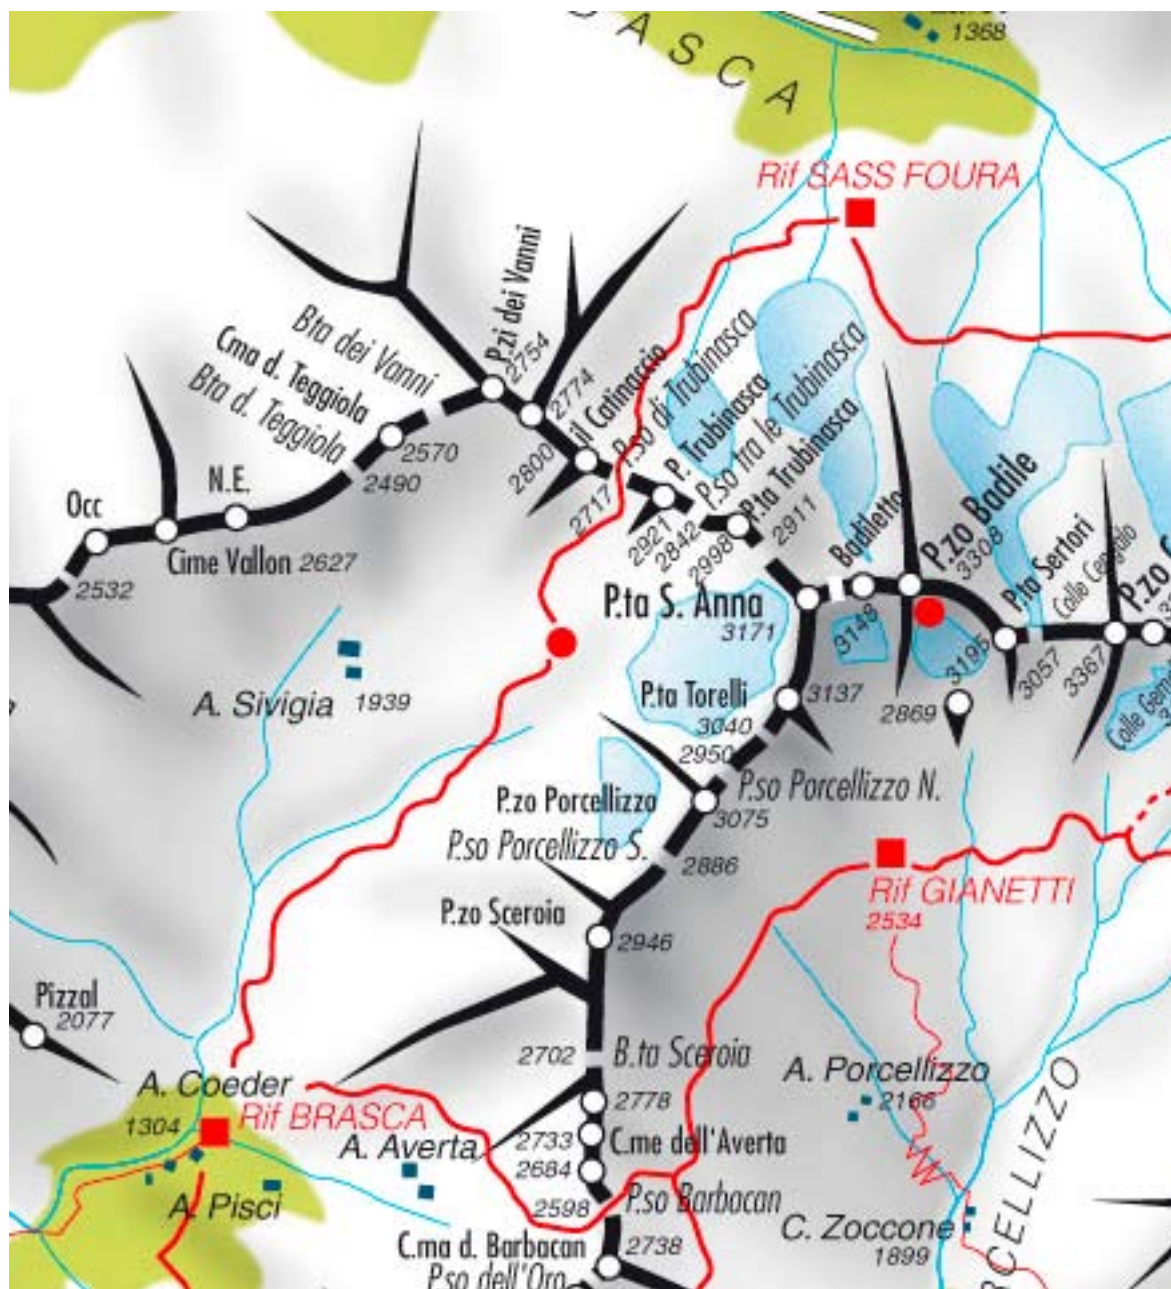 ASCA
1368
Rif SASS FOURA
P.zi dei Vanni
2754
Bta dei Vanni
2774
Cma d. Teggiola
Bta d. Teggiola
2570
2490
il Catinaccio
2800
P.so di Trubinasca
2717
P. Trubinasca
2921
P.so tra le Trubinasca
2842
P.ta Trubinasca
2998
2911
Occ
N.E.
Cime Vallon 2627
2532
Badiletto
3148
P.zo Badile
3308
P.ta Sertori
3195
Colle Cengalo
3057
3367
P.ta S. Anna
3171
A. Sivigia 1939
P.ta Torelli
3137
3040
2950
2869
P.so Porcellizzo N.
P.zo Porcellizzo
3075
P.so Porcellizzo S.
2886
Rif GIANETTI
2534
P.zo Sceroia
2946
Pizzal
2077
2702
B.ta Sceroia
A. Porcellizzo
2166
A. Coeder
1304
Rif BRASCA
A. Averta
2778
2733
C.me dell'Averta
2684
A. Pisci
2598
P.so Barbacan
C. Zoccone
1899
RCELLIZZO
C.ma d. Barbacan
2738
P.so dell'Oro